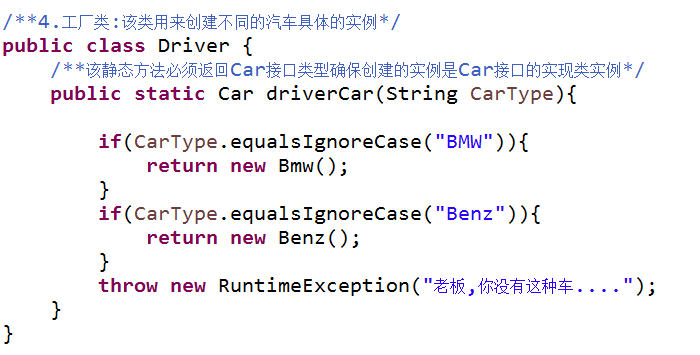 /**4.工厂类:该类用来创建不同的汽车具体的实例*/
public class Driver {
/**该静态方法必须返回Car接口类型确保创建的实例是Car接口的实现类实例*/
public static Car driverCar(String CarType){
if(CarType.equalsIgnoreCase("BMW")){
return new Bmw();
}
if(CarType.equalsIgnoreCase("Benz")){
return new Benz();
}
throw new RuntimeException("老板,你没有这种车....");
}
}